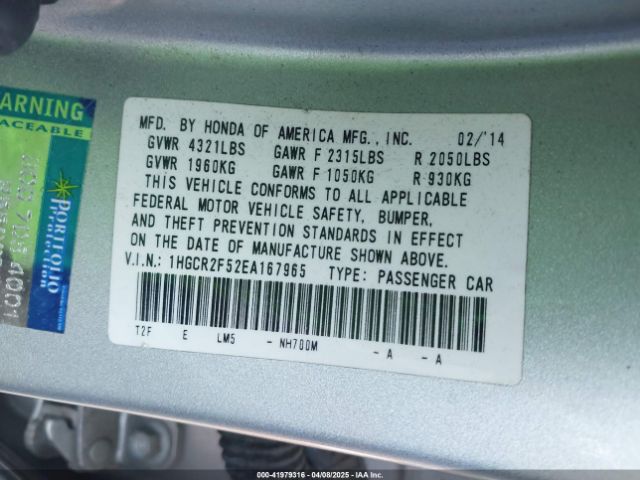 ARNING
ACEABLE
PORTFOLIO
Protection
MFD. BY HONDA OF AMERICA MFG., INC. 02/'14
GVWR 4321LBS GAWR F 2315LBS R 2050LBS
GVWR 1960KG GAWR F 1050KG R 930KG
THIS VEHICLE CONFORMS TO ALL APPLICABLE
FEDERAL MOTOR VEHICLE SAFETY, BUMPER,
AND THEFT PREVENTION STANDARDS IN EFFECT
ON THE DATE OF MANUFACTURE SHOWN ABOVE.
V.I.N.: 1HGCR2F52EA167965 TYPE: PASSENGER CAR
T2F E LM5 - NH700M - A - A
000-41979316 - 04/08/2025 - IAA Inc.